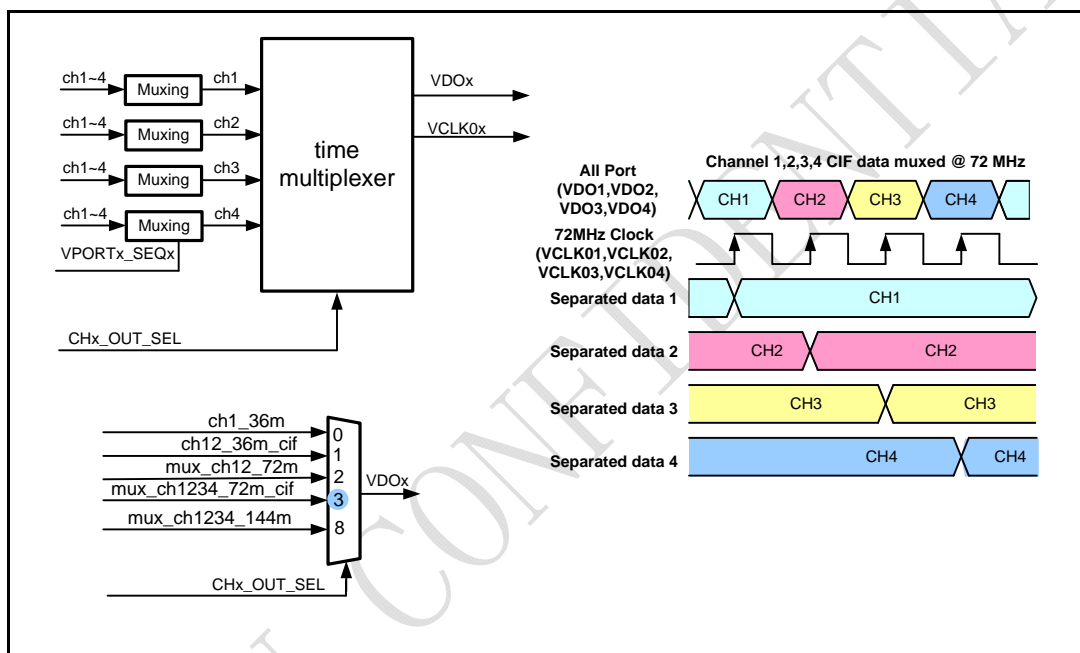 ch1~4
Muxing
ch1
ch1~4
Muxing
ch2
ch1~4
Muxing
ch3
ch1~4
Muxing
ch4
VPORTx_SEQx
time
multiplexer
VDOx
VCLK0x
CHx_OUT_SEL
ch1_36m
ch12_36m_cif
mux_ch12_72m
mux_ch1234_72m_cif
mux_ch1234_144m
0
1
2
3
8
VDOx
CHx_OUT_SEL
Channel 1,2,3,4 CIF data muxed @ 72 MHz
All Port
(VDO1,VDO2,
VDO3,VDO4)
CH1 CH2 CH3 CH4
72MHz Clock
(VCLK01,VCLK02,
VCLK03,VCLK04)
Separated data 1
CH1
Separated data 2
CH2 CH2
Separated data 3
CH3 CH3
Separated data 4
CH4 CH4
N CONFIDENTIA